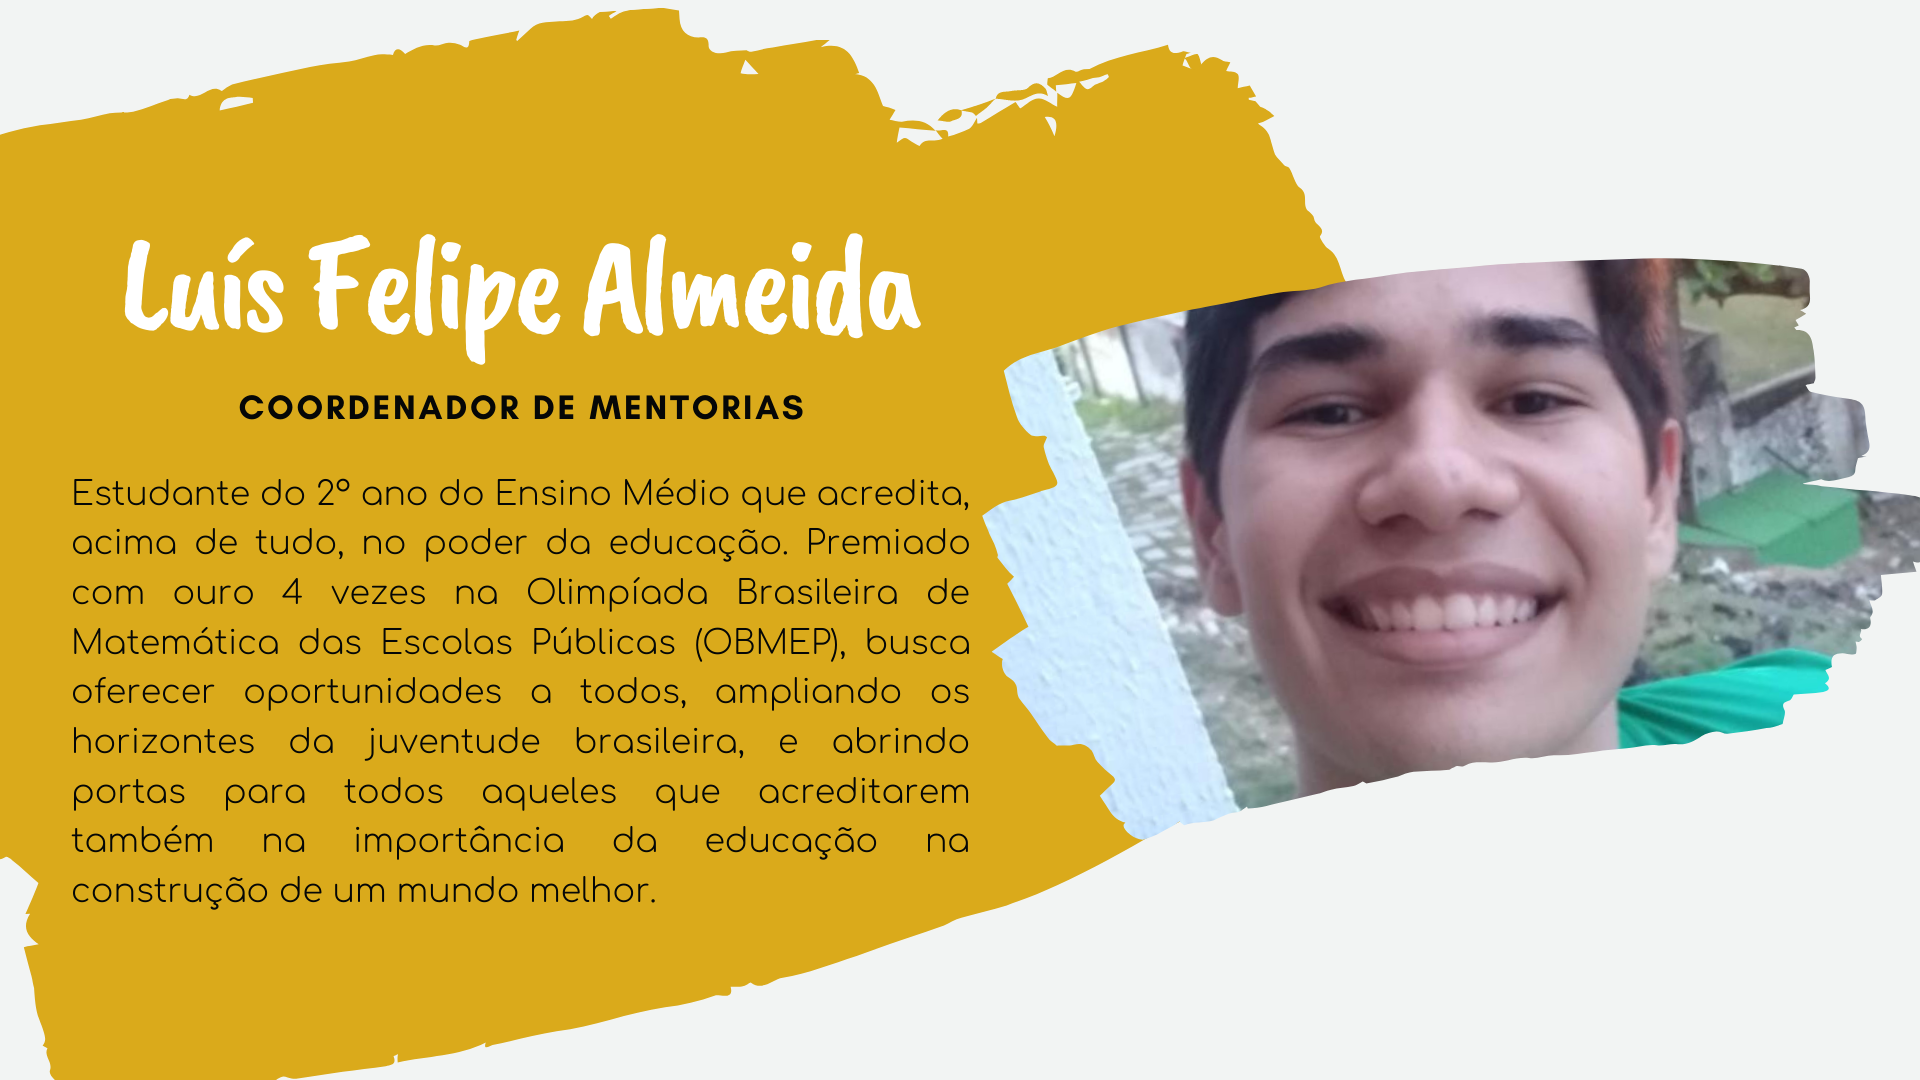 Luís Felipe Almeida
COORDENADOR DE MENTORIAS
Estudante do 2º ano do Ensino Médio que acredita,
acima de tudo, no poder da educação. Premiado
com ouro 4 vezes na Olimpíada Brasileira de
Matemática das Escolas Públicas (OBMEP), busca
oferecer oportunidades a todos, ampliando os
horizontes da juventude brasileira, e abrindo
portas para todos aqueles que acreditarem
também na importância da educação na
construção de um mundo melhor.